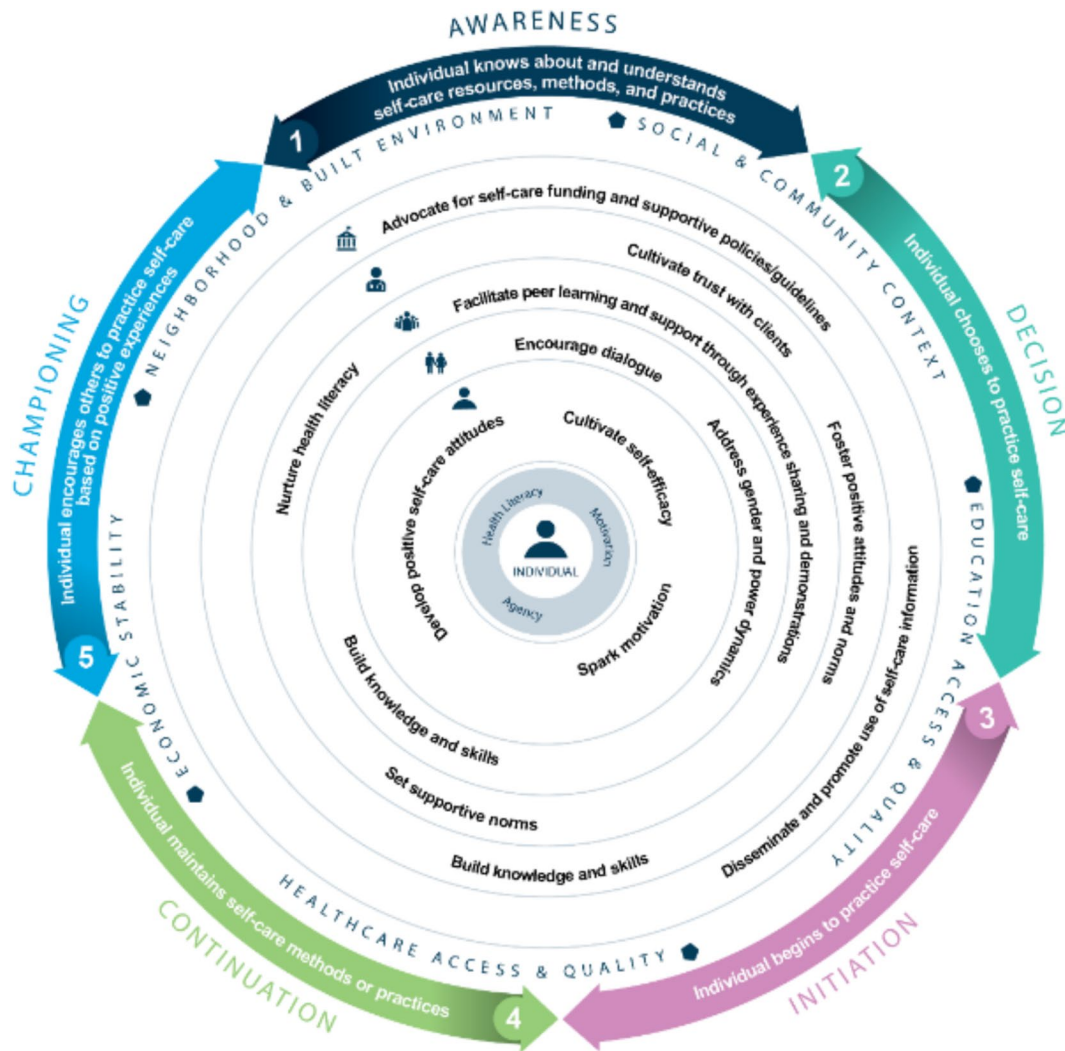 AWARENESS
1
Individual knows about and understands
self-care resources, methods, and practices
2
Individual chooses to practice self-care
DECISION
3
Individual begins to practice self-care
INITIATION
4
Individual maintains self-care methods or practices
CONTINUATION
5
Individual encourages others to practice self-care
based on positive experiences
CHAMPIONING
NEIGHBORHOOD & BUILT ENVIRONMENT
SOCIAL & COMMUNITY CONTEXT
EDUCATION ACCESS & QUALITY
HEALTHCARE ACCESS & QUALITY
ECONOMIC STABILITY
Advocate for self-care funding and supportive policies/guidelines
Disseminate and promote use of self-care information
Cultivate trust with clients
Foster positive attitudes and norms
Build knowledge and skills
Nurture health literacy
Facilitate peer learning and support through experience sharing and demonstrations
Set supportive norms
Encourage dialogue
Address gender and power dynamics
Build knowledge and skills
Develop positive self-care attitudes
Cultivate self-efficacy
Spark motivation
Health Literacy
Motivation
Agency
INDIVIDUAL